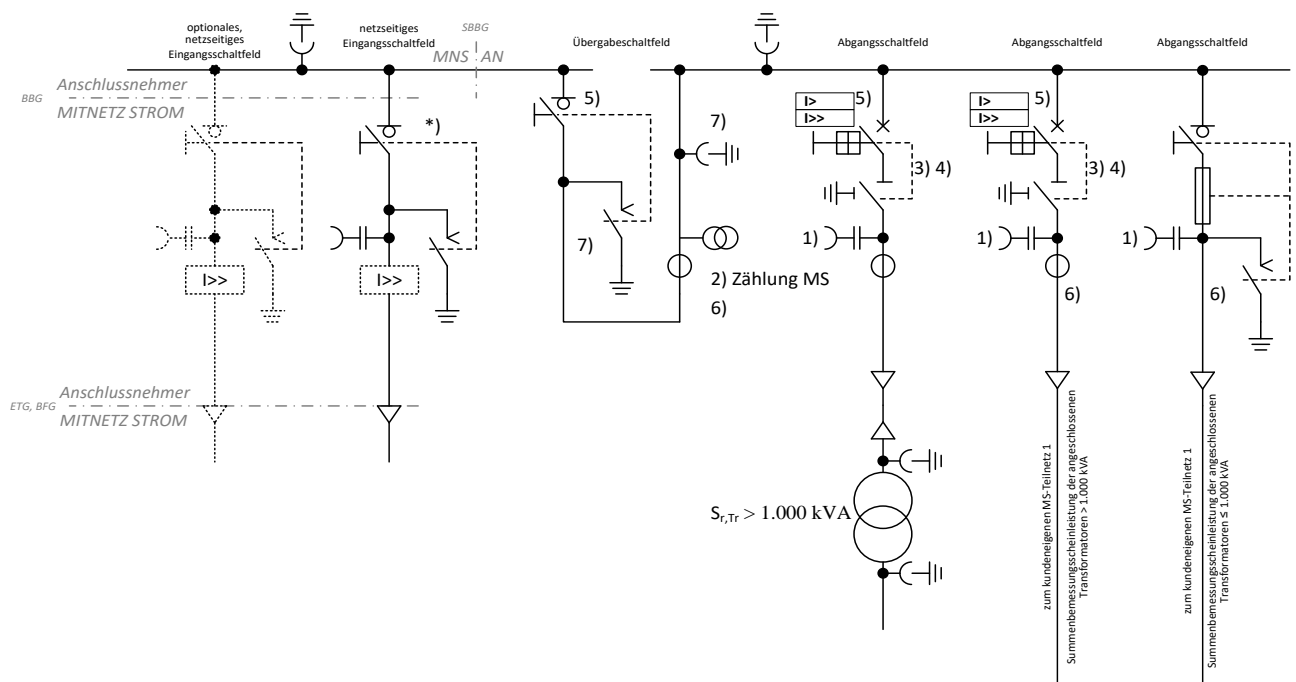 optionales,
netzseitiges
Eingangsschaltfeld
netzseitiges
Eingangsschaltfeld
SBBG
MNS
AN
Übergabeschaltfeld
Abgangsschaltfeld
Abgangsschaltfeld
Abgangsschaltfeld
BBG
Anschlussnehmer
MITNETZ STROM
*)
5)
7)
I>
I>>
5)
I>
I>>
5)
3) 4)
3) 4)
7)
1)
1)
1)
I>>
I>>
2) Zählung MS
6)
6)
6)
ETG, BFG
Anschlussnehmer
MITNETZ STROM
Sr,Tr > 1.000 kVA
zum kundeneigenen MS-Teilnetz 1
Summenbemessungsscheinleistung der angeschlossenen
Transformatoren > 1.000 kVA
zum kundeneigenen MS-Teilnetz 1
Summenbemessungsscheinleistung der angeschlossenen
Transformatoren ≤ 1.000 kVA